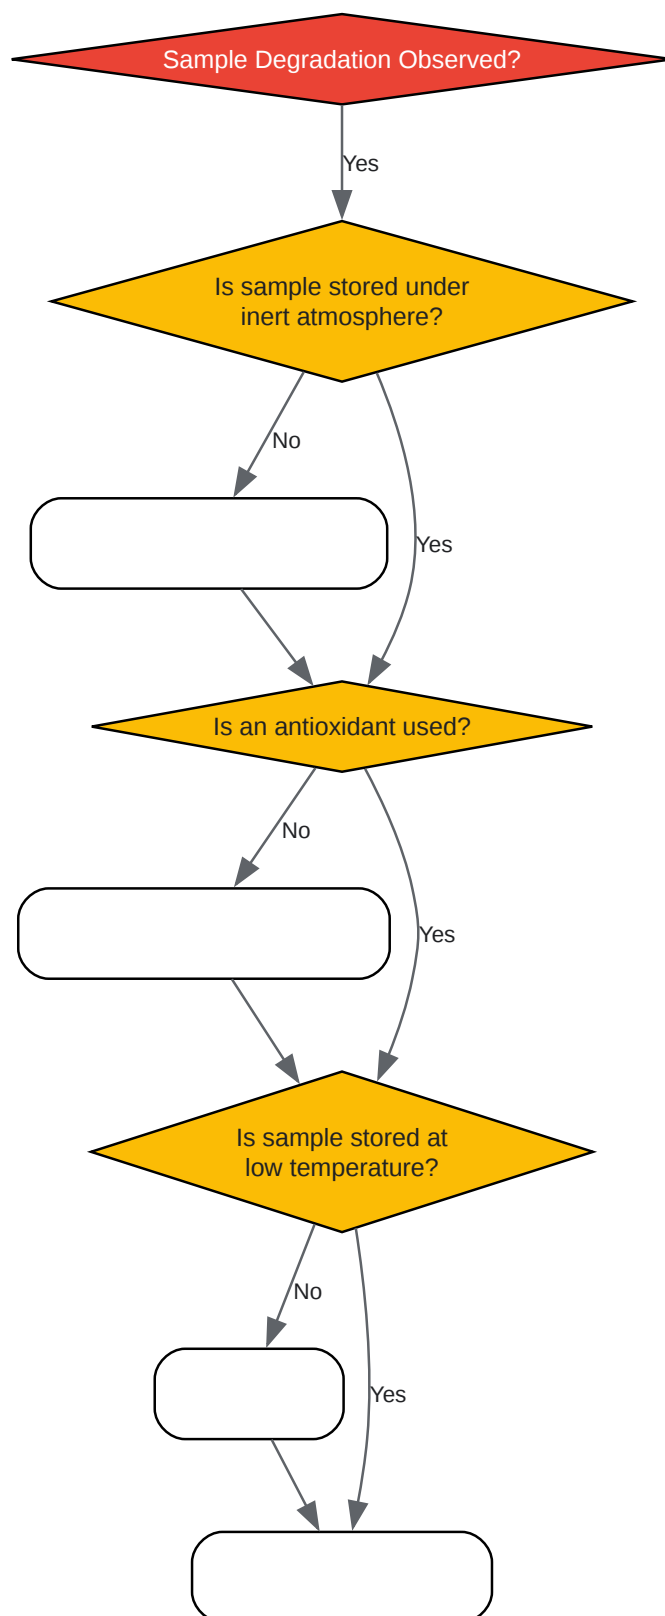 Sample Degradation Observed?
Yes
Is sample stored under
inert atmosphere?
No
Yes
Is an antioxidant used?
No
Yes
Is sample stored at
low temperature?
No
Yes